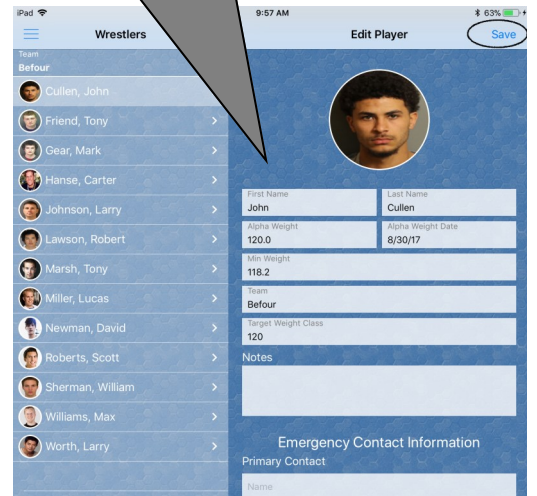 iPad 9:57 AM 63%
Wrestlers Edit Player Save
Team
Befour
Cullen, John
Friend, Tony
Gear, Mark
Hanse, Carter
Johnson, Larry
Lawson, Robert
Marsh, Tony
Miller, Lucas
Newman, David
Roberts, Scott
Sherman, William
Williams, Max
Worth, Larry
First Name Last Name
John Cullen
Alpha Weight Alpha Weight Date
120.0 8/30/17
Min Weight
118.2
Team
Befour
Target Weight Class
120
Notes
Emergency Contact Information
Primary Contact
Name